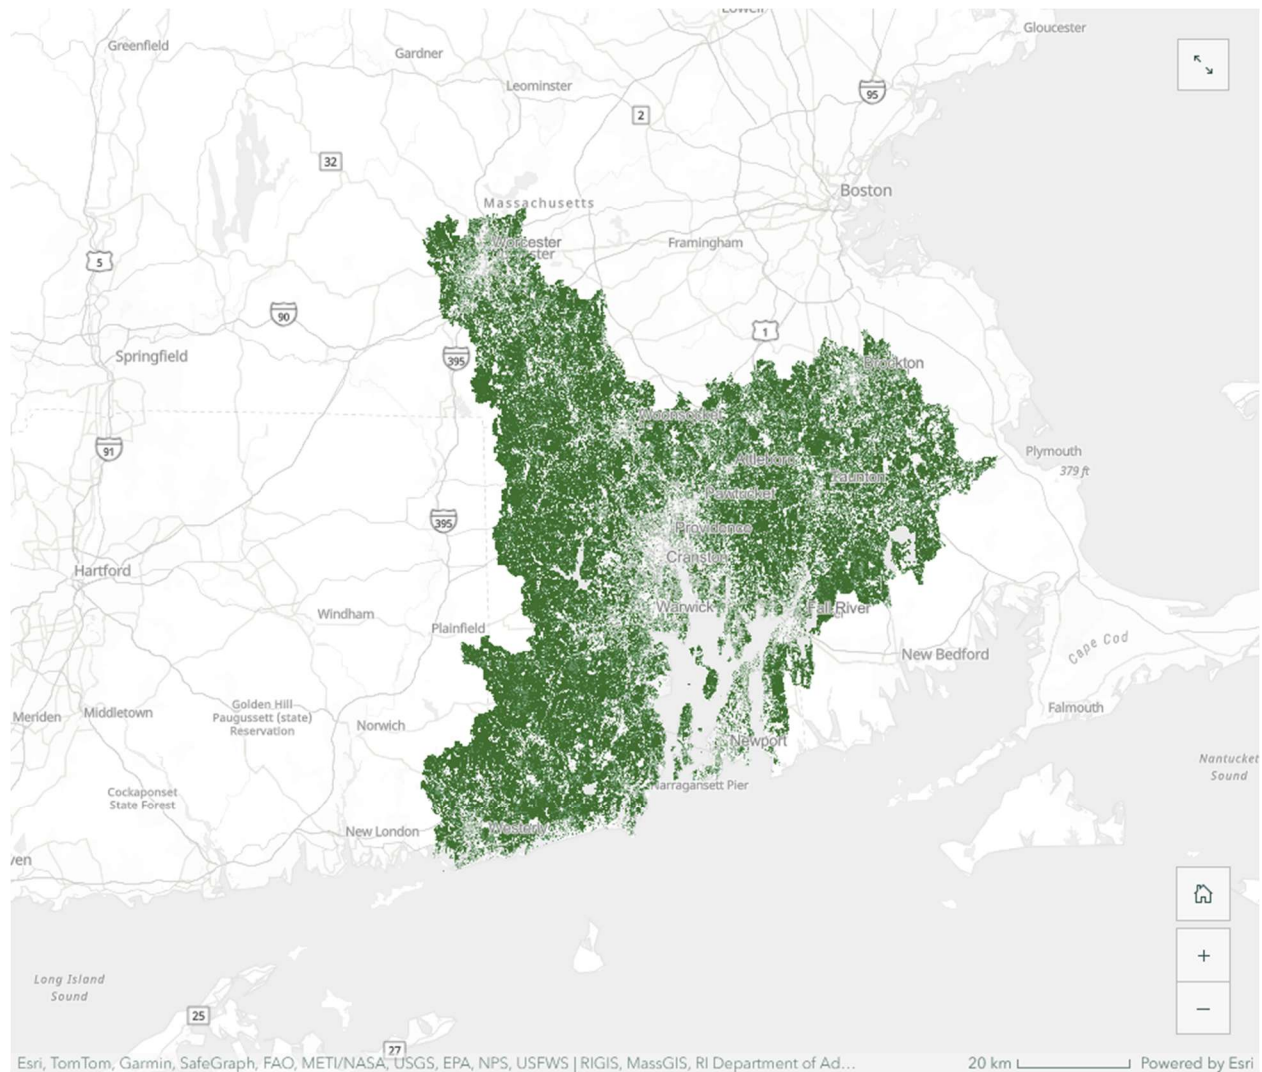 Lowell
Gloucester
Greenfield
Gardner
Leominster
95
2
32
Boston
Massachusetts
Worcester
Framingham
5
90
1
Springfield
395
Brockton
Woonsocket
91
Plymouth
379 ft
Attleboro
Taunton
Pawtucket
395
Providence
Cranston
Hartford
Warwick
Fall River
Windham
Plainfield
Cape Cod
New Bedford
Golden Hill
Paugussett (state)
Reservation
Meriden
Middletown
Norwich
Falmouth
Newport
Nantucket
Sound
Narragansett Pier
Cockaponset
State Forest
New London
Westerly
ven
Long Island
Sound
25
27
+
−
Esri, TomTom, Garmin, SafeGraph, FAO, METI/NASA, USGS, EPA, NPS, USFWS | RIGIS, MassGIS, RI Department of Ad...
20 km
Powered by Esri